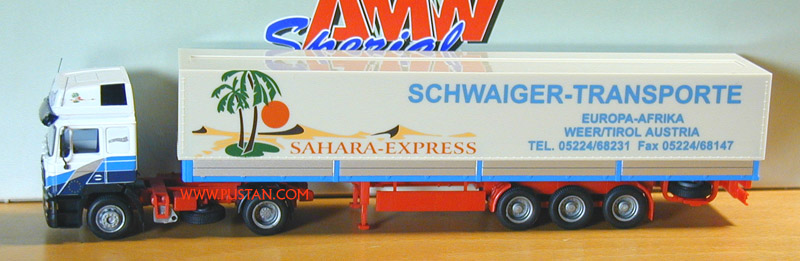 AMW
Spezial
SCHWAIGER-TRANSPORTE
EUROPA-AFRIKA
WEER/TIROL AUSTRIA
TEL. 05224/68231 Fax 05224/68147
SAHARA-EXPRESS
WWW.PUSTAN.COM